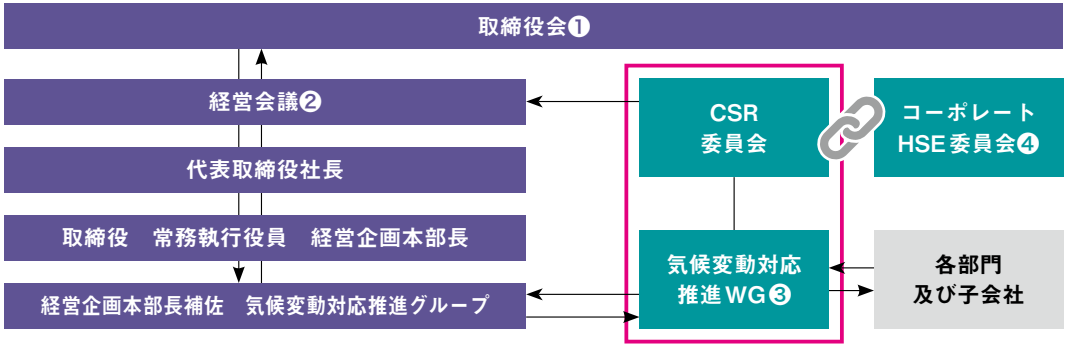 取締役会❶
経営会議❷
代表取締役社長
取締役　常務執行役員　経営企画本部長
経営企画本部長補佐　気候変動対応推進グループ
CSR
委員会
コーポレート
HSE委員会❹
気候変動対応
推進WG❸
各部門
及び子会社